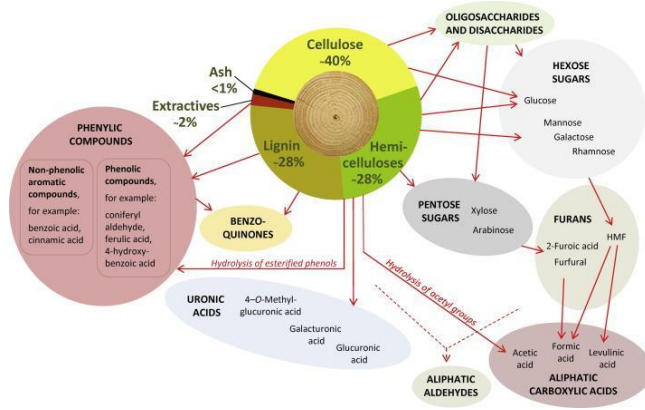 OLIGOSACCHARIDES
AND DISACCHARIDES
Cellulose
~40%
Ash
<1%
Extractives
~2%
Lignin
~28%
Hemi-
celluloses
~28%
HEXOSE
SUGARS
Glucose
Mannose
Galactose
Rhamnose
PHENYLIC
COMPOUNDS
Non-phenolic
aromatic
compounds,
for example:
benzoic acid,
cinnamic acid
Phenolic
compounds,
for example:
coniferyl
aldehyde,
ferulic acid,
4-hydroxy-
benzoic acid
BENZO-
QUINONES
PENTOSE
SUGARS
Xylose
Arabinose
FURANS
HMF
2-Furoic acid
Furfural
Hydrolysis of esterified phenols
Hydrolysis of acetyl groups
URONIC
ACIDS
4–O-Methyl-
glucuronic acid
Galacturonic
acid
Glucuronic
acid
ALIPHATIC
ALDEHYDES
Acetic
acid
Formic
acid
Levulinic
acid
ALIPHATIC
CARBOXYLIC ACIDS